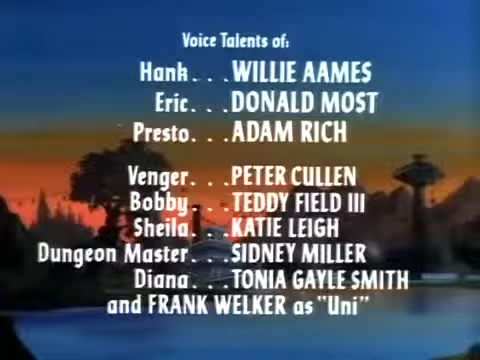 Voice Talents of:
Hank. . .WILLIE AAMES
Eric. . .DONALD MOST
Presto. . .ADAM RICH
Venger. . .PETER CULLEN
Bobby. . .TEDDY FIELD III
Sheila. . .KATIE LEIGH
Dungeon Master. . .SIDNEY MILLER
Diana. . .TONIA GAYLE SMITH
and FRANK WELKER as "Uni"